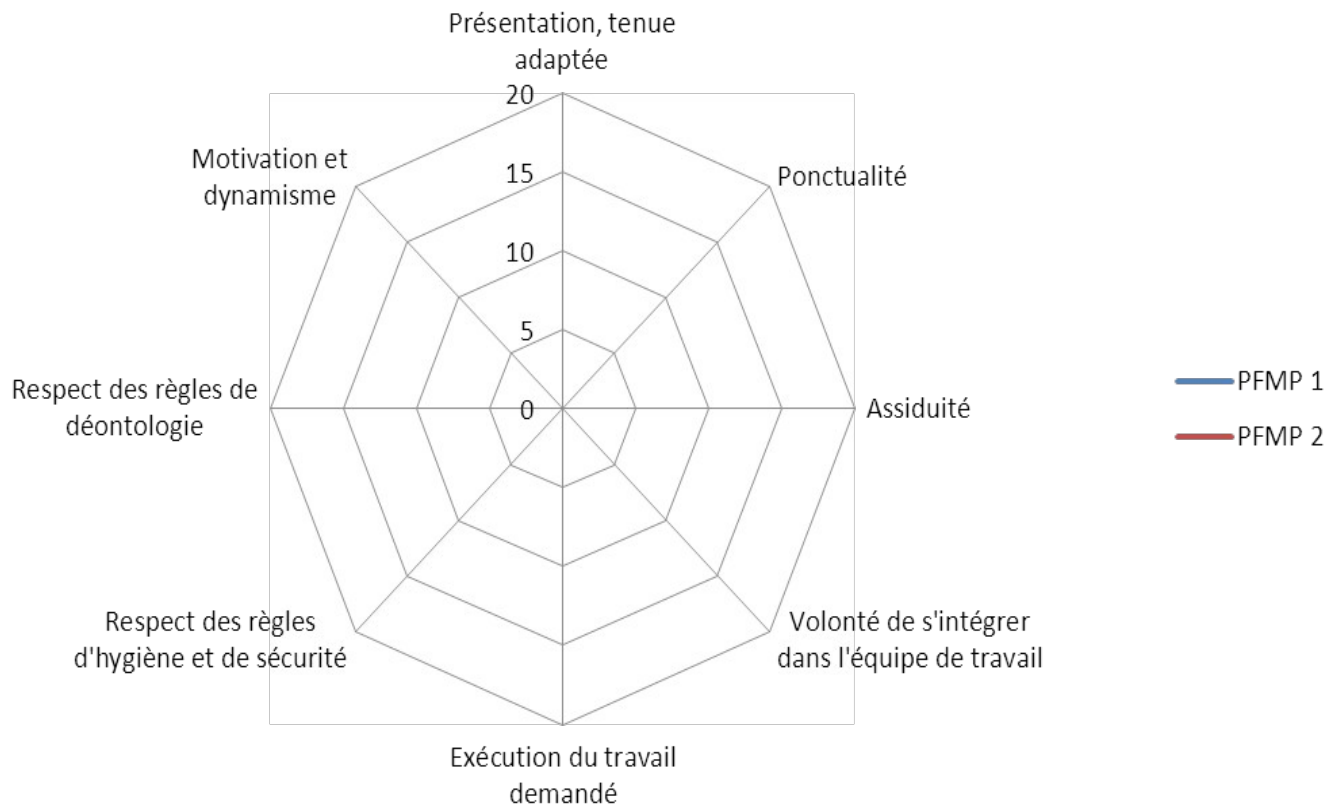 Présentation, tenue
adaptée
20
15
10
5
0
Ponctualité
Assiduité
Volonté de s'intégrer
dans l'équipe de travail
Exécution du travail
demandé
Respect des règles
d'hygiène et de sécurité
Respect des règles de
déontologie
Motivation et
dynamisme
PFMP 1
PFMP 2